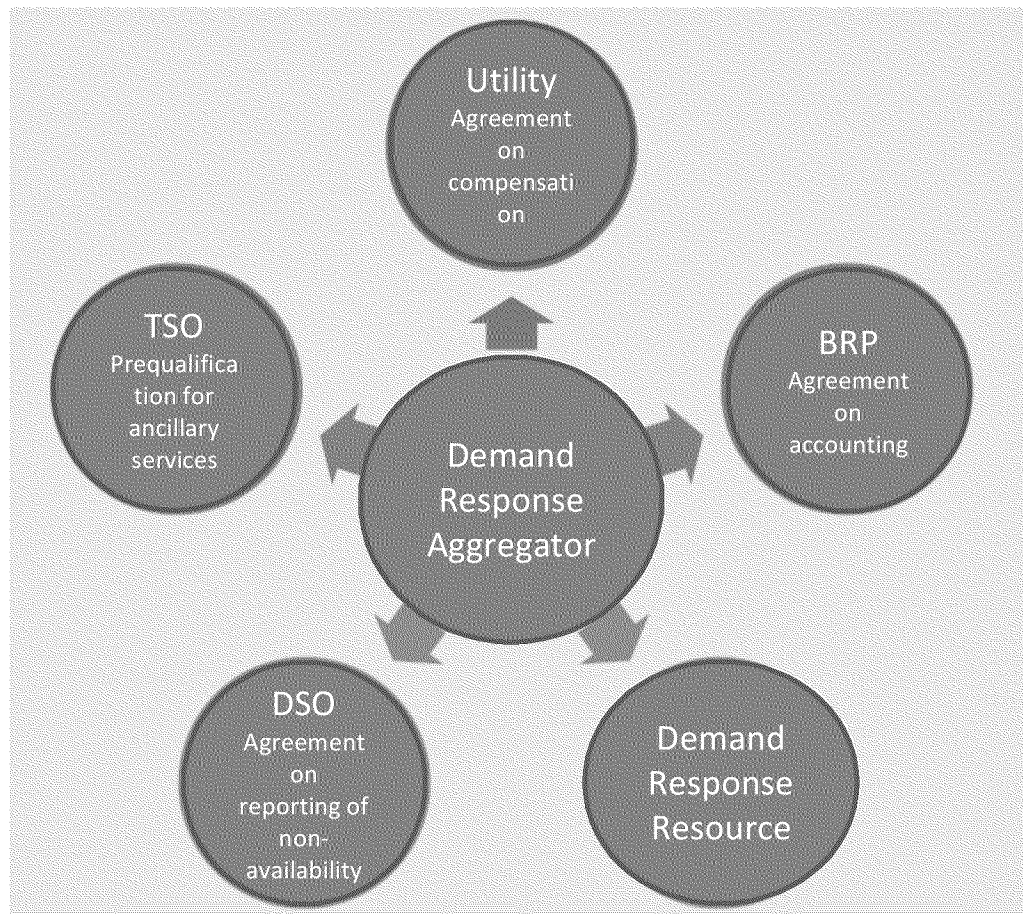 Utility
Agreement
on
compensati
on
TSO
Prequalifica
tion for
ancillary
services
BRP
Agreement
on
accounting
Demand
Response
Aggregator
DSO
Agreement
on
reporting of
non-
availability
Demand
Response
Resource